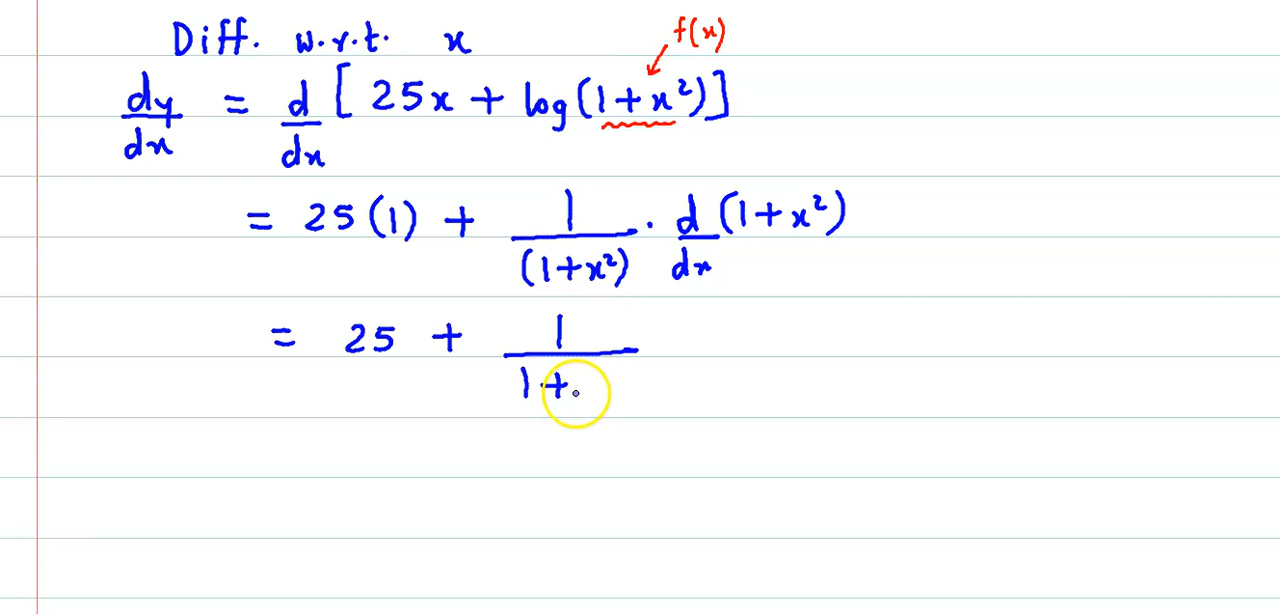 Diff. w.r.t. x
f(x)
dy/dx = d/dx [ 25x + log(1+x²)]
= 25(1) + 1/(1+x²) · d/dx (1+x²)
= 25 + 1/1+